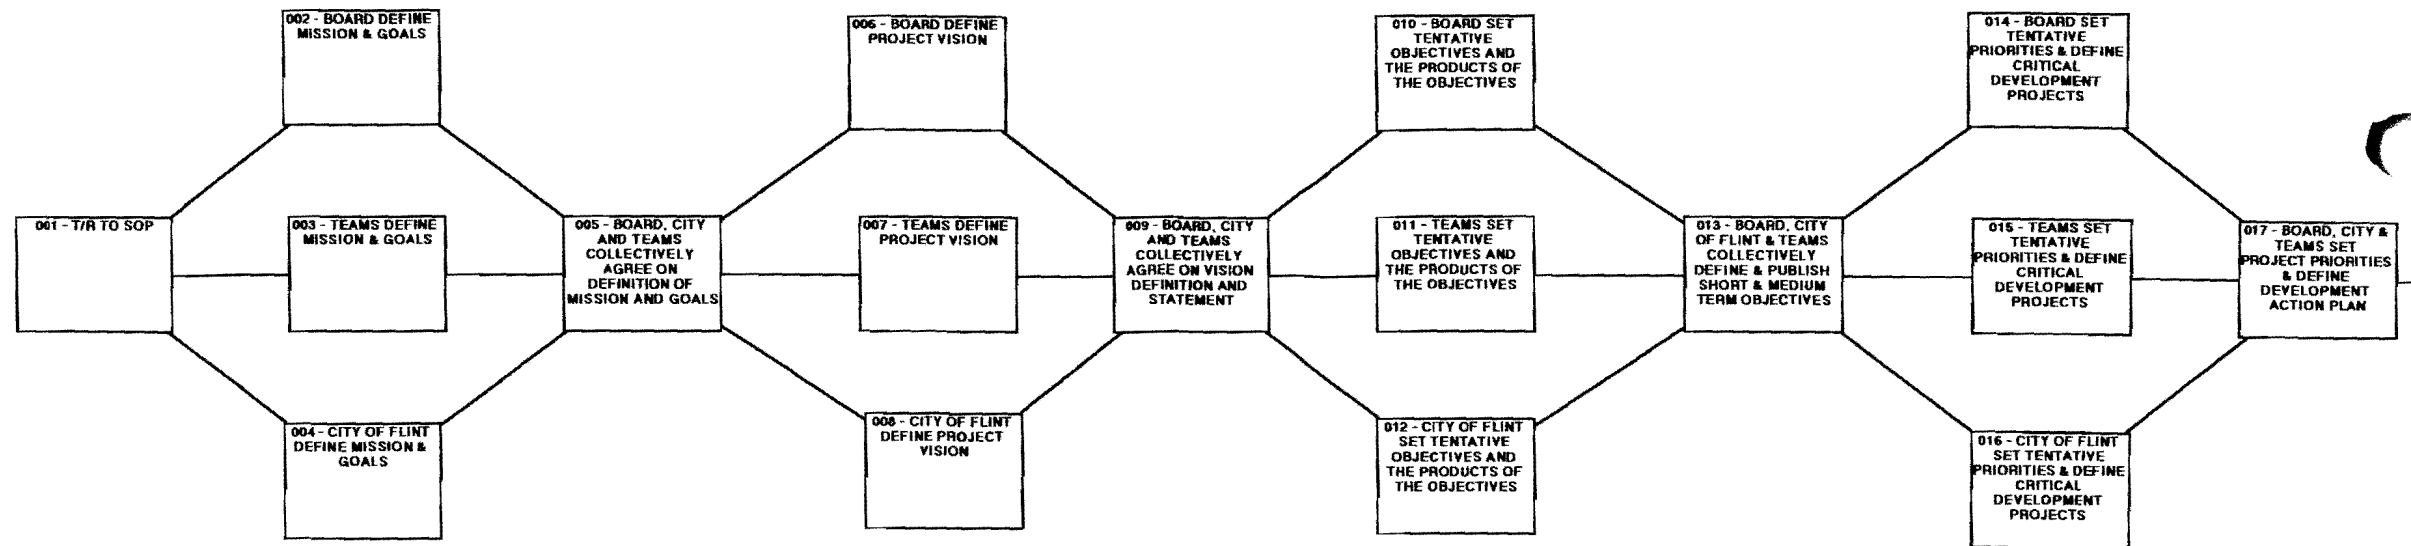 002 - BOARD DEFINE
MISSION & GOALS
006 - BOARD DEFINE
PROJECT VISION
010 - BOARD SET
TENTATIVE
OBJECTIVES AND
THE PRODUCTS OF
THE OBJECTIVES
014 - BOARD SET
TENTATIVE
PRIORITIES & DEFINE
CRITICAL
DEVELOPMENT
PROJECTS
001 - T/R TO SOP
003 - TEAMS DEFINE
MISSION & GOALS
005 - BOARD, CITY
AND TEAMS
COLLECTIVELY
AGREE ON
DEFINITION OF
MISSION AND GOALS
007 - TEAMS DEFINE
PROJECT VISION
009 - BOARD, CITY
AND TEAMS
COLLECTIVELY
AGREE ON VISION
DEFINITION AND
STATEMENT
011 - TEAMS SET
TENTATIVE
OBJECTIVES AND
THE PRODUCTS OF
THE OBJECTIVES
013 - BOARD, CITY
OF FLINT & TEAMS
COLLECTIVELY
DEFINE & PUBLISH
SHORT & MEDIUM
TERM OBJECTIVES
015 - TEAMS SET
TENTATIVE
PRIORITIES & DEFINE
CRITICAL
DEVELOPMENT
PROJECTS
017 - BOARD, CITY &
TEAMS SET
PROJECT PRIORITIES
& DEFINE
DEVELOPMENT
ACTION PLAN
004 - CITY OF FLINT
DEFINE MISSION &
GOALS
008 - CITY OF FLINT
DEFINE PROJECT
VISION
012 - CITY OF FLINT
SET TENTATIVE
OBJECTIVES AND
THE PRODUCTS OF
THE OBJECTIVES
016 - CITY OF FLINT
SET TENTATIVE
PRIORITIES & DEFINE
CRITICAL
DEVELOPMENT
PROJECTS